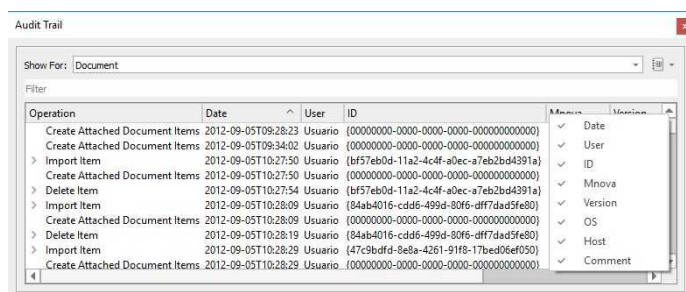 Audit Trail
Show For: Document
Filter
Operation Date User ID Mnova Version
Create Attached Document Items 2012-09-05T09:28:23 Usuario {00000000-0000-0000-0000-000000000000}
Create Attached Document Items 2012-09-05T09:34:02 Usuario {00000000-0000-0000-0000-000000000000}
Import Item 2012-09-05T10:27:50 Usuario {bf57eb0d-11a2-4c4f-a0ec-a7eb2bd4391a}
Create Attached Document Items 2012-09-05T10:27:50 Usuario {00000000-0000-0000-0000-000000000000}
Delete Item 2012-09-05T10:27:54 Usuario {bf57eb0d-11a2-4c4f-a0ec-a7eb2bd4391a}
Import Item 2012-09-05T10:28:09 Usuario {84ab4016-cdd6-499d-80f6-dff7dad5fe80}
Create Attached Document Items 2012-09-05T10:28:09 Usuario {00000000-0000-0000-0000-000000000000}
Delete Item 2012-09-05T10:28:19 Usuario {84ab4016-cdd6-499d-80f6-dff7dad5fe80}
Import Item 2012-09-05T10:28:29 Usuario {47c9bdfd-8e8a-4261-91f8-17bed06ef050}
Create Attached Document Items 2012-09-05T10:28:29 Usuario {00000000-0000-0000-0000-000000000000}
Date
User
ID
Mnova
Version
OS
Host
Comment